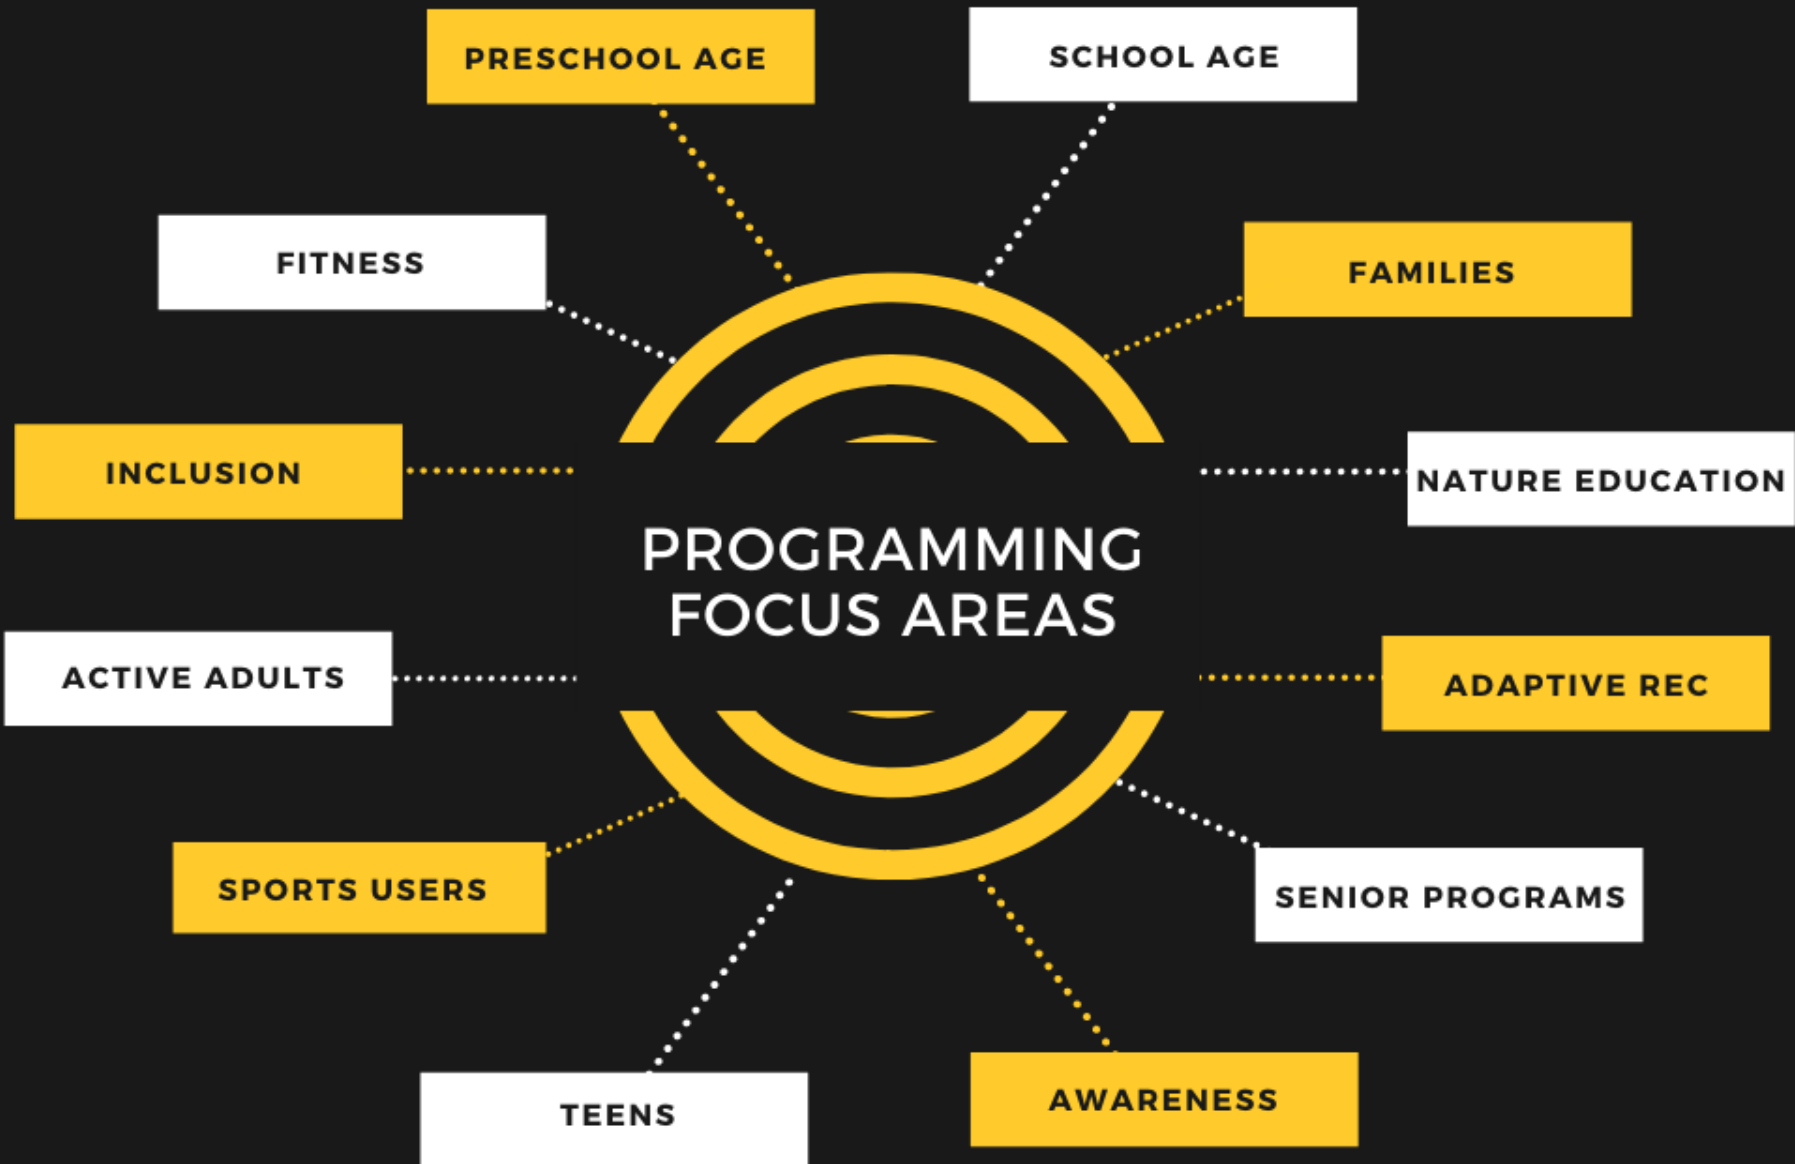 PRESCHOOL AGE
SCHOOL AGE
FITNESS
FAMILIES
INCLUSION
NATURE EDUCATION
PROGRAMMING
FOCUS AREAS
ACTIVE ADULTS
ADAPTIVE REC
SPORTS USERS
SENIOR PROGRAMS
TEENS
AWARENESS